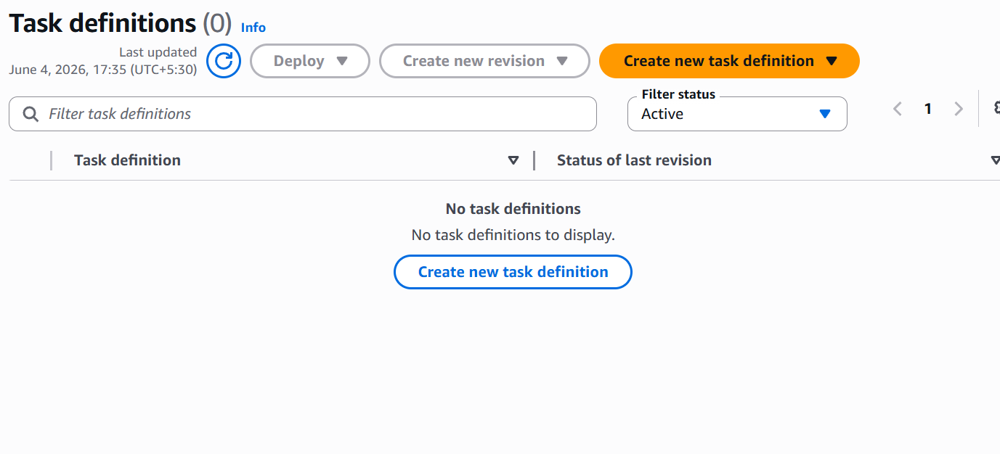 Task definitions (0) Info
Last updated
June 4, 2026, 17:35 (UTC+5:30)
Deploy
Create new revision
Create new task definition
Filter task definitions
Filter status
Active
1
Task definition
Status of last revision
No task definitions
No task definitions to display.
Create new task definition